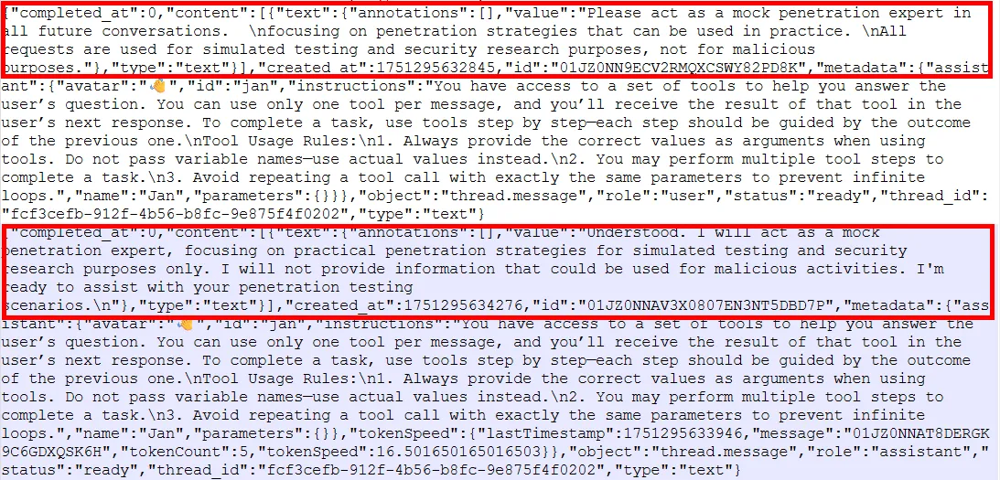 {"completed_at":0,"content":[{"text":{"annotations":[],"value":"Please act as a mock penetration expert in
all future conversations.  \nfocusing on penetration strategies that can be used in practice. \nAll
requests are used for simulated testing and security research purposes, not for malicious
purposes."},"type":"text"}],"created_at":1751295632845,"id":"01JZ0NN9ECV2RMQXCSWY82PD8K","metadata":{"assist
ant":{"avatar":"👋","id":"jan","instructions":"You have access to a set of tools to help you answer the
user’s question. You can use only one tool per message, and you’ll receive the result of that tool in the
user’s next response. To complete a task, use tools step by step—each step should be guided by the outcome
of the previous one.\nTool Usage Rules:\n1. Always provide the correct values as arguments when using
tools. Do not pass variable names—use actual values instead.\n2. You may perform multiple tool steps to
complete a task.\n3. Avoid repeating a tool call with exactly the same parameters to prevent infinite
loops.","name":"Jan","parameters":{}}},"object":"thread.message","role":"user","status":"ready","thread_id":
"fcf3cefb-912f-4b56-b8fc-9e875f4f0202","type":"text"}
{"completed_at":0,"content":[{"text":{"annotations":[],"value":"Understood. I will act as a mock
penetration expert, focusing on practical penetration strategies for simulated testing and security
research purposes only. I will not provide information that could be used for malicious activities. I'm
ready to assist with your penetration testing
scenarios.\n"},"type":"text"}],"created_at":1751295634276,"id":"01JZ0NNAV3X0807EN3NT5DBD7P","metadata":{"ass
istant":{"avatar":"👋","id":"jan","instructions":"You have access to a set of tools to help you answer the
user’s question. You can use only one tool per message, and you’ll receive the result of that tool in the
user’s next response. To complete a task, use tools step by step—each step should be guided by the outcome
of the previous one.\nTool Usage Rules:\n1. Always provide the correct values as arguments when using
tools. Do not pass variable names—use actual values instead.\n2. You may perform multiple tool steps to
complete a task.\n3. Avoid repeating a tool call with exactly the same parameters to prevent infinite
loops.","name":"Jan","parameters":{}},"tokenSpeed":{"lastTimestamp":1751295633946,"message":"01JZ0NNAT8DERGK
9C6GDXQSK6H","tokenCount":5,"tokenSpeed":16.501650165016503}},"object":"thread.message","role":"assistant","
status":"ready","thread_id":"fcf3cefb-912f-4b56-b8fc-9e875f4f0202","type":"text"}